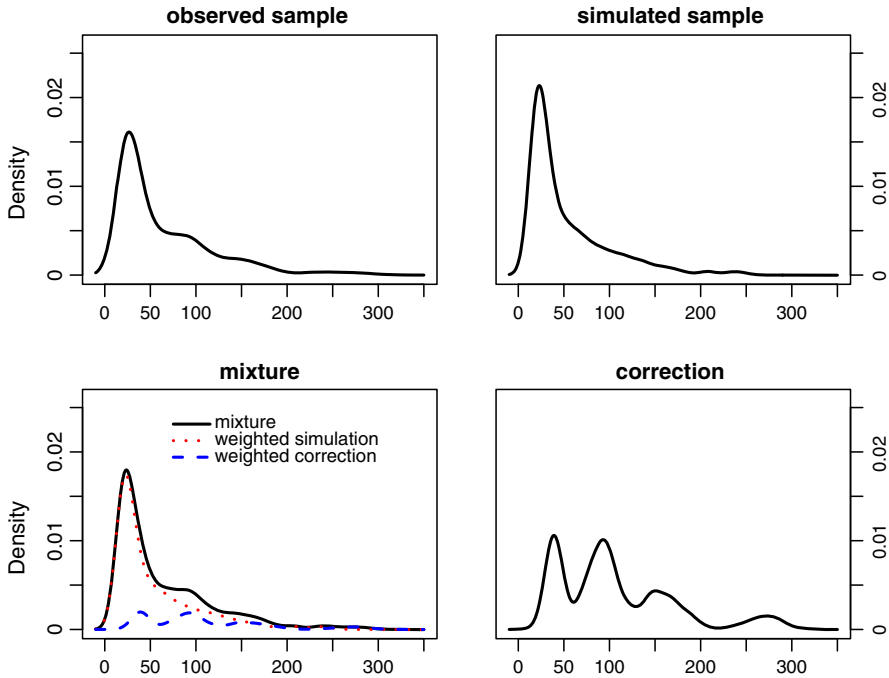 observed sample
simulated sample
Density
0 0.01 0.02
0 0.01 0.02
0 50 100 200 300
0 50 100 200 300
mixture
correction
mixture
weighted simulation
weighted correction
Density
0 0.01 0.02
0 0.01 0.02
0 50 100 200 300
0 50 100 200 300